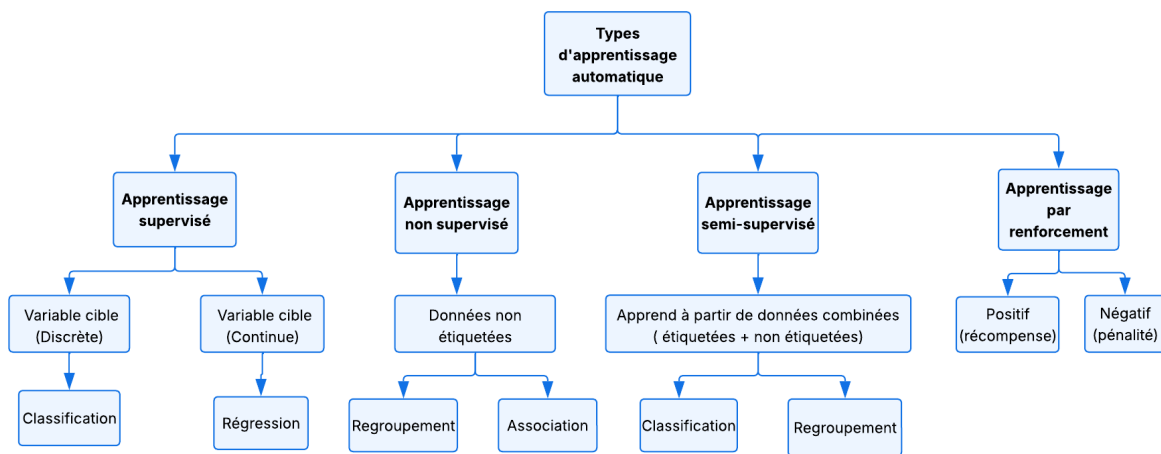 Types
d'apprentissage
automatique
Apprentissage
supervisé
Apprentissage
non supervisé
Apprentissage
semi-supervisé
Apprentissage
par
renforcement
Variable cible
(Discrète)
Variable cible
(Continue)
Données non
étiquetées
Apprend à partir de données combinées
( étiquetées + non étiquetées)
Positif
(récompense)
Négatif
(pénalité)
Classification
Régression
Regroupement
Association
Classification
Regroupement